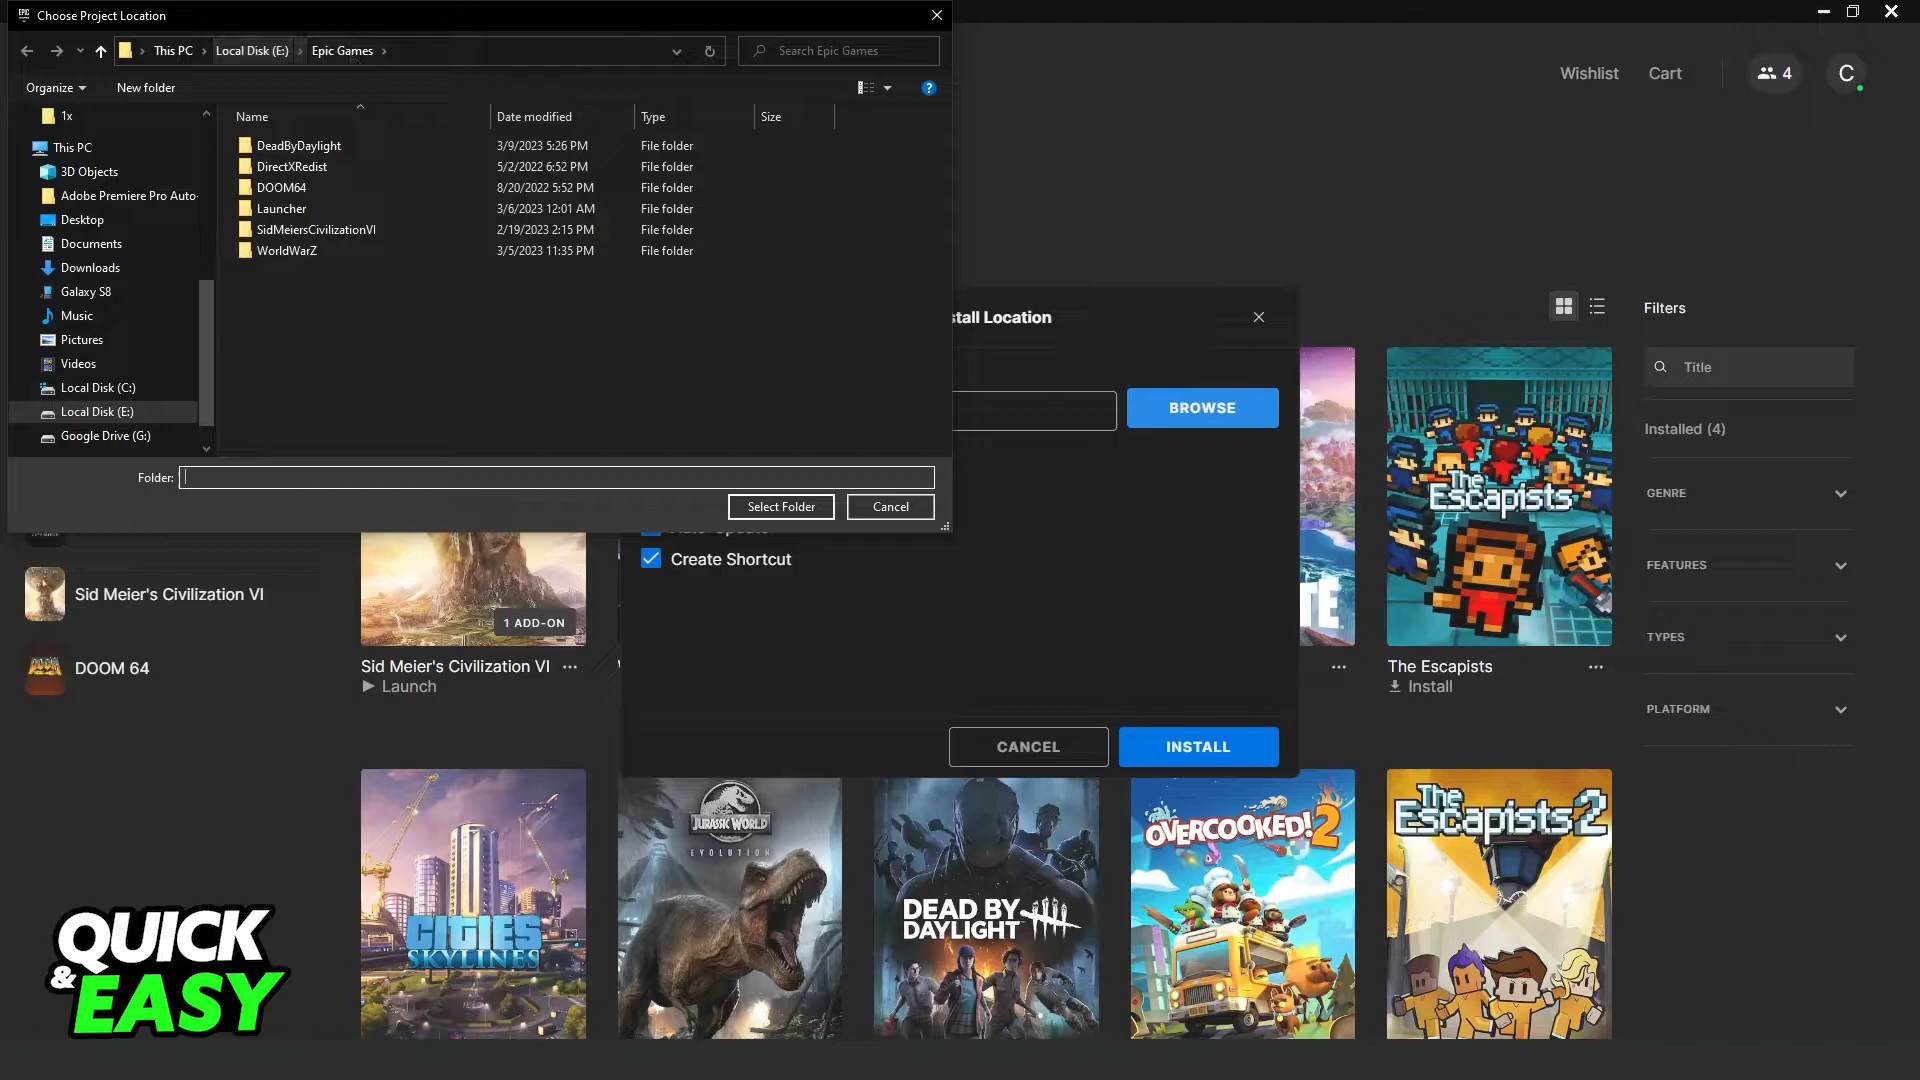 Choose Project Location
This PC
Local Disk (E:)
Epic Games
Search Epic Games
Organize
New folder
Name
Date modified
Type
Size
1x
This PC
3D Objects
Adobe Premiere Pro Auto-
Desktop
Documents
Downloads
Galaxy S8
Music
Pictures
Videos
Local Disk (C:)
Local Disk (E:)
Google Drive (G:)
DeadByDaylight 3/9/2023 5:26 PM File folder
DirectXRedist 5/2/2022 6:52 PM File folder
DOOM64 8/20/2022 5:52 PM File folder
Launcher 3/6/2023 12:01 AM File folder
SidMeiersCivilizationVI 2/19/2023 2:15 PM File folder
WorldWarZ 3/5/2023 11:35 PM File folder
Folder:
Select Folder
Cancel
Wishlist
Cart
4
C
stall Location
BROWSE
Create Shortcut
CANCEL
INSTALL
Filters
Title
Installed (4)
GENRE
FEATURES
TYPES
PLATFORM
Sid Meier's Civilization VI
DOOM 64
1 ADD-ON
Sid Meier's Civilization VI
Launch
TE
The
Escapists
The Escapists
Install
CITIES
SKYLINES
JURASSIC WORLD
EVOLUTION
DEAD BY
DAYLIGHT
OVERCOOKED! 2
The
Escapists 2
QUICK
& EASY